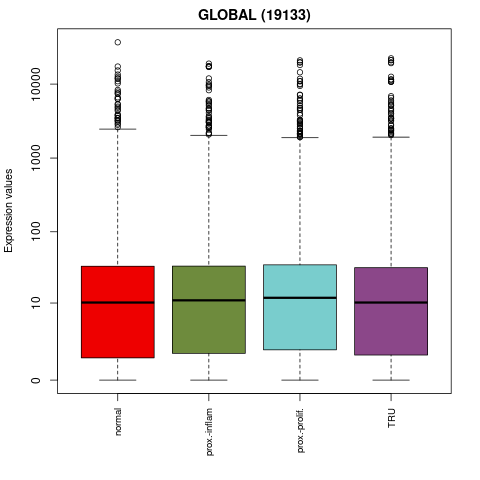 GLOBAL (19133)
Expression values
10000
1000
100
10
0
normal
prox.-inflam
prox.-prolif.
TRU